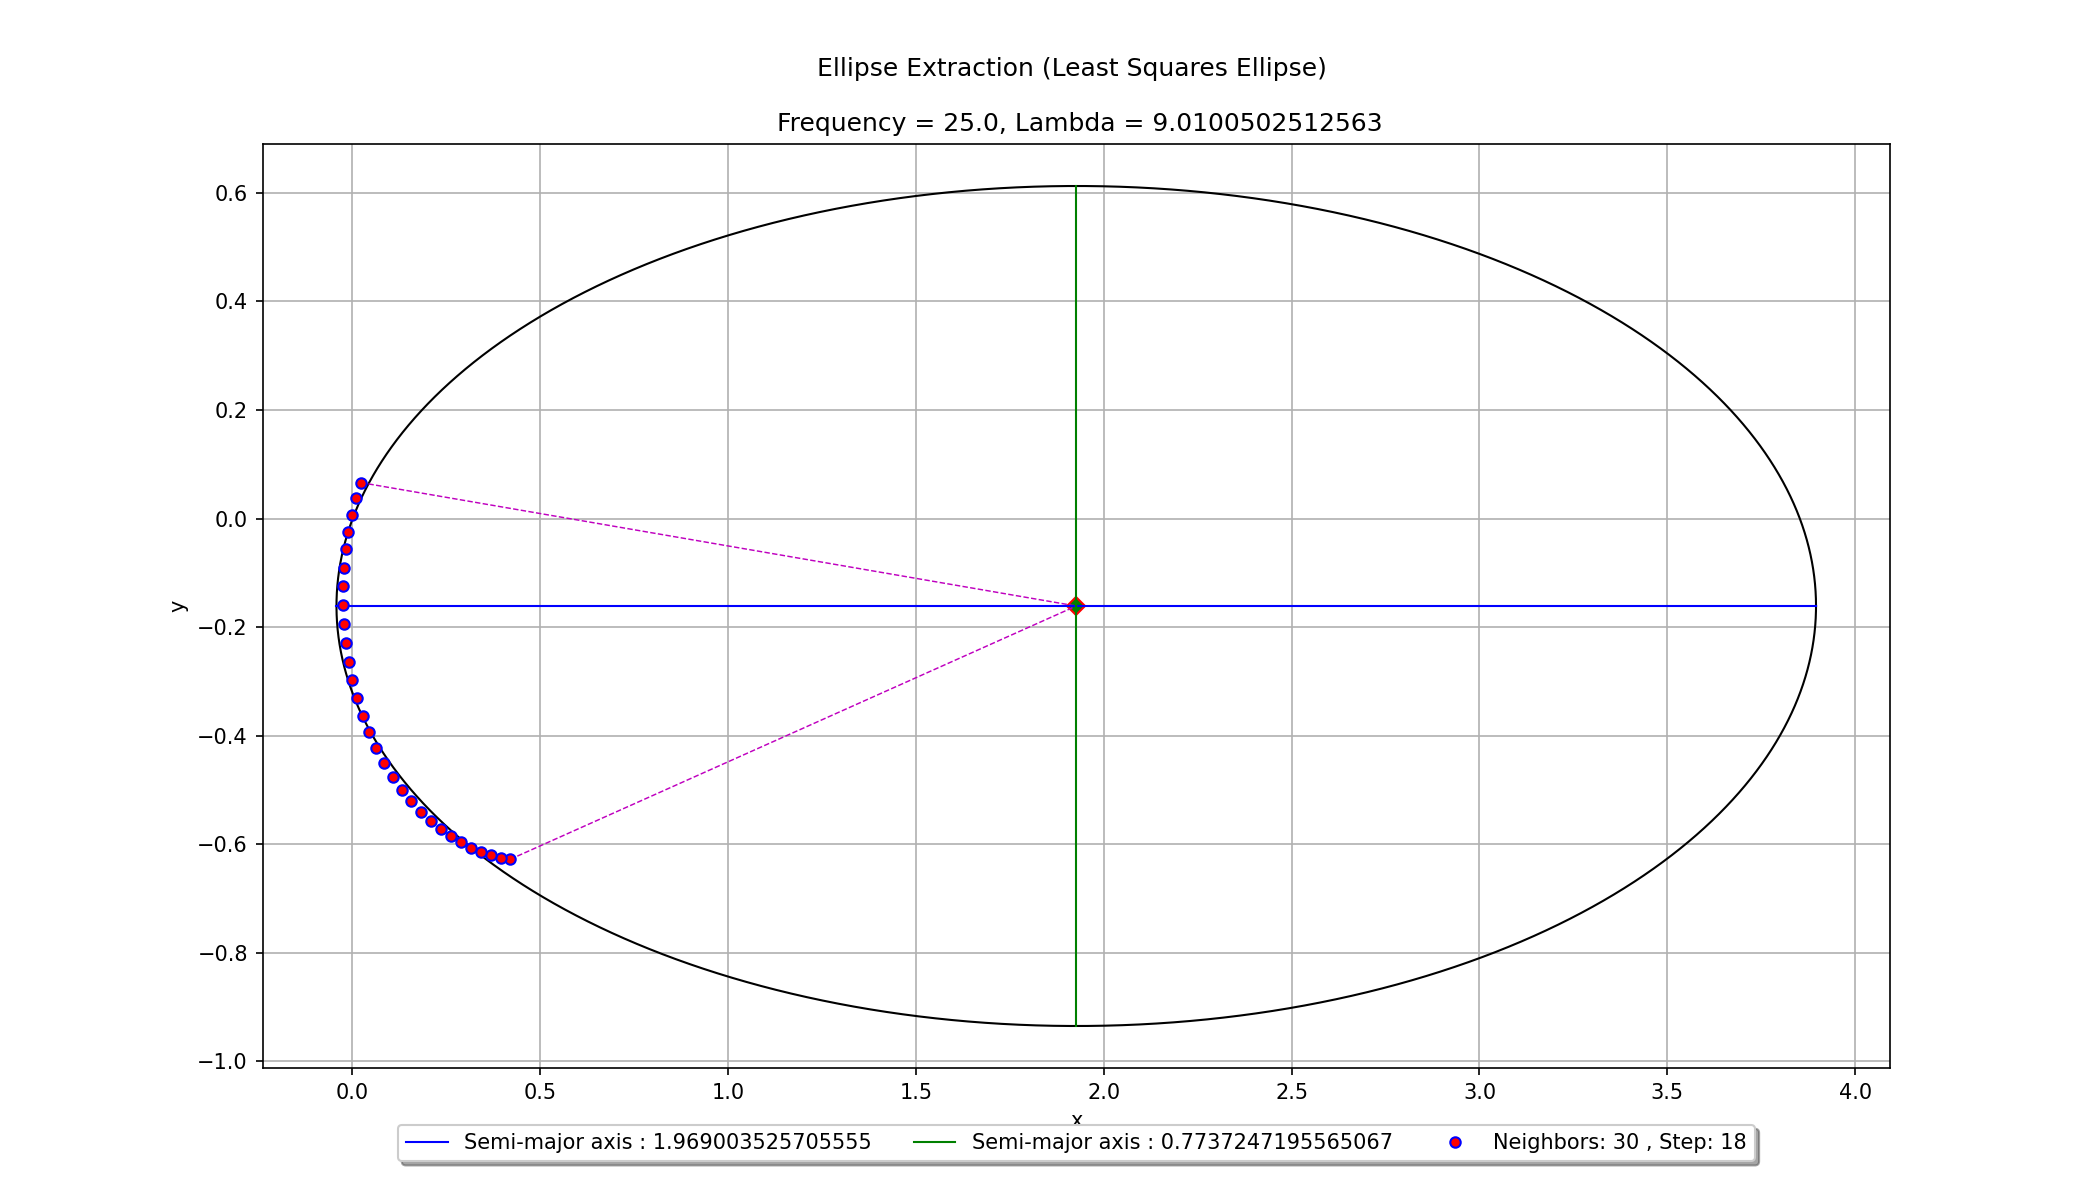 Ellipse Extraction (Least Squares Ellipse)
Frequency = 25.0, Lambda = 9.0100502512563
0.6
0.4
0.2
0.0
−0.2
−0.4
−0.6
−0.8
−1.0
y
0.0 0.5 1.0 1.5 2.0 2.5 3.0 3.5 4.0
x
Semi-major axis : 1.969003525705555 Semi-major axis : 0.7737247195565067 Neighbors: 30 , Step: 18